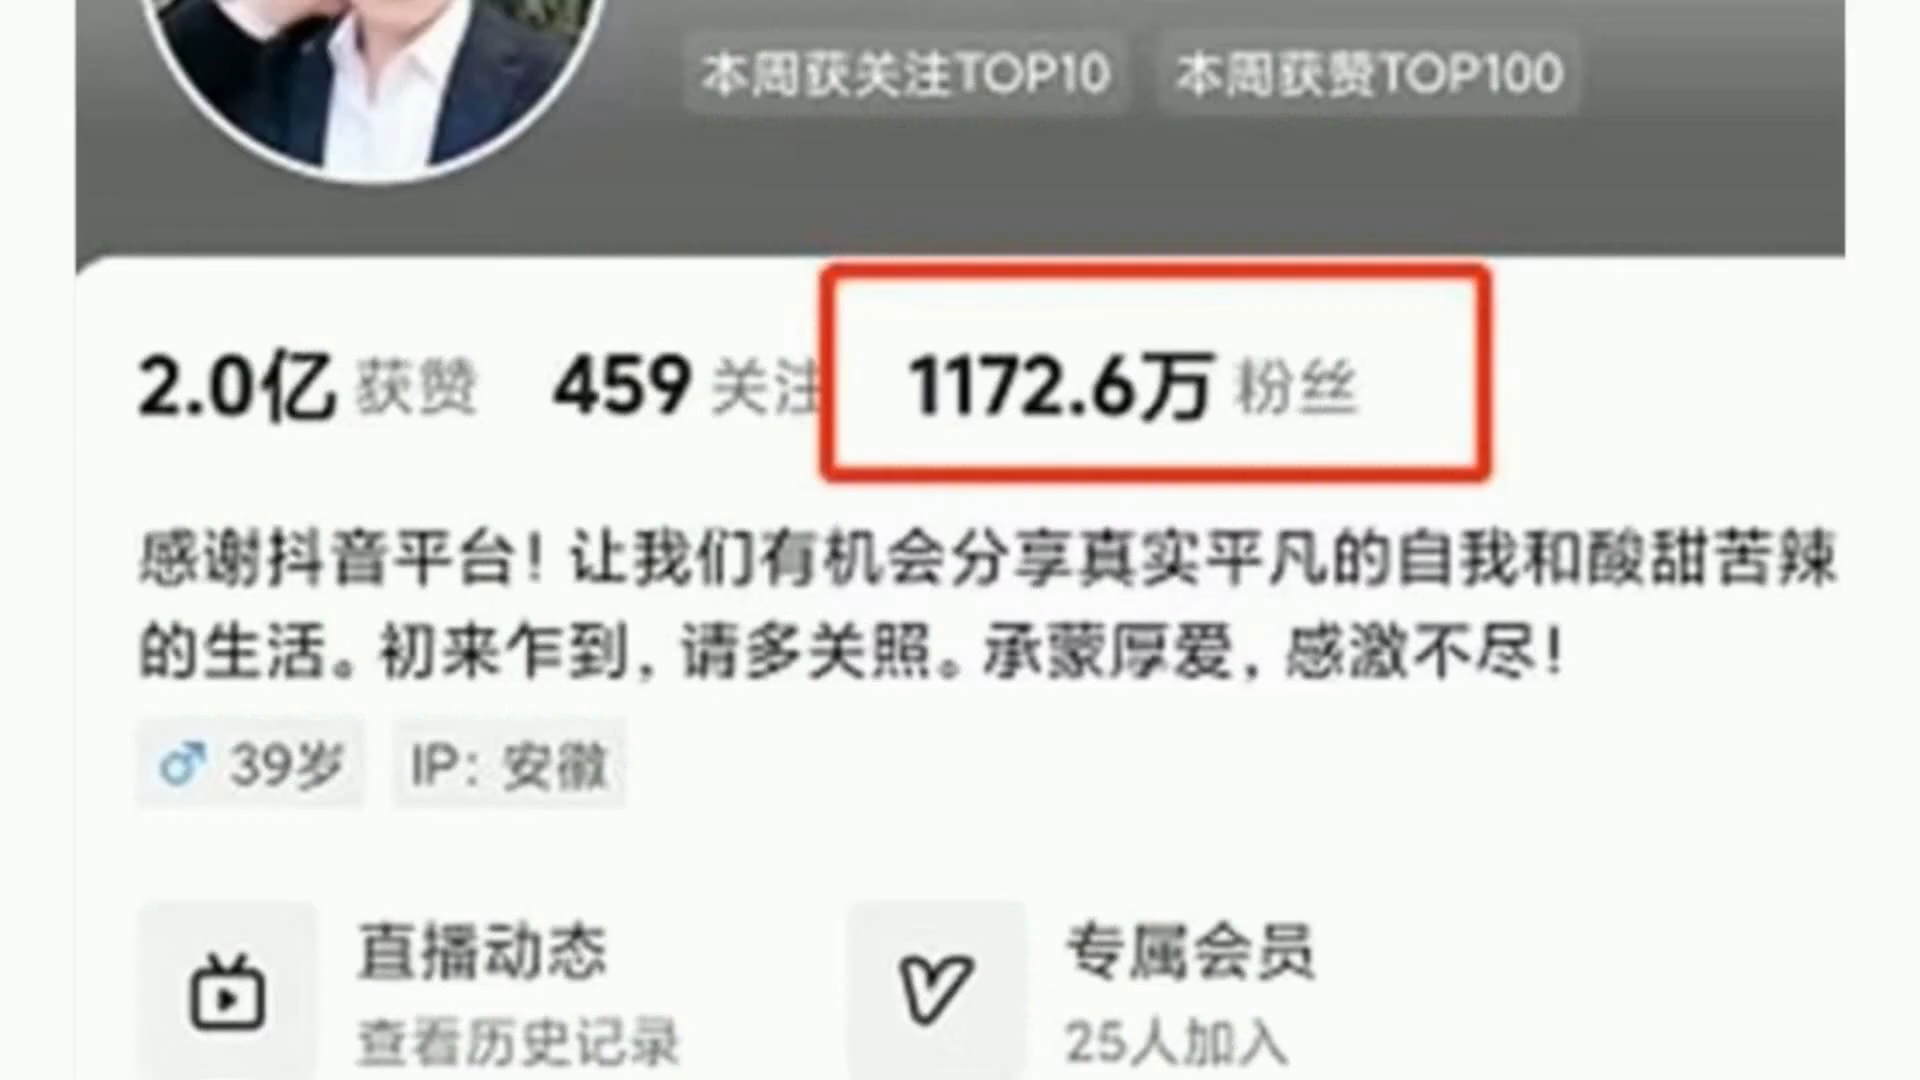 本周获关注TOP10 本周获赞TOP100
2.0亿 获赞 459 关注 1172.6万 粉丝
感谢抖音平台！让我们有机会分享真实平凡的自我和酸甜苦辣
的生活。初来乍到，请多关照。承蒙厚爱，感激不尽！
♂ 39岁 IP：安徽
直播动态 专属会员
查看历史记录 25人加入